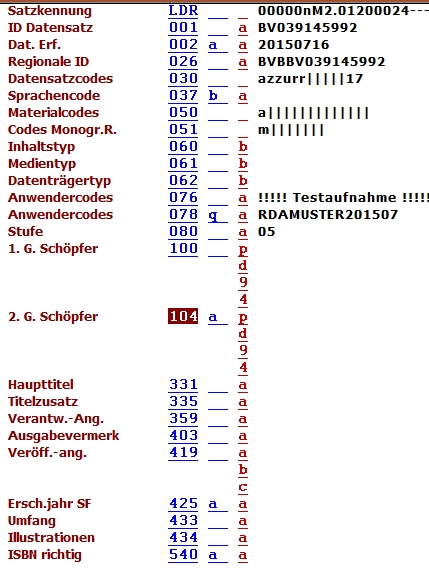 Satzkennung LDR _ 00000nM2.01200024---
ID Datensatz 001 a BV039145992
Dat. Erf. 002 a a 20150716
Regionale ID 026 a BVBBV039145992
Datensatzcodes 030 _ azzurr|||||17
Sprachencode 037 b a
Materialcodes 050 _ a|||||||||||||
Codes Monogr.R. 051 _ m|||||||
Inhaltstyp 060 b
Medientyp 061 b
Datenträgertyp 062 b
Anwendercodes 076 a !!!!! Testaufnahme !!!!!
Anwendercodes 078 q a RDAMUSTER201507
Stufe 080 a 05
1. G. Schöpfer 100 p
d
9
4
2. G. Schöpfer 104 a p
d
9
4
Haupttitel 331 a
Titelzusatz 335 a
Verantw.-Ang. 359 a
Ausgabevermerk 403 a
Veröff.-ang. 419 a
b
c
Ersch.jahr SF 425 a a
Umfang 433 a
Illustrationen 434 a
ISBN richtig 540 a a